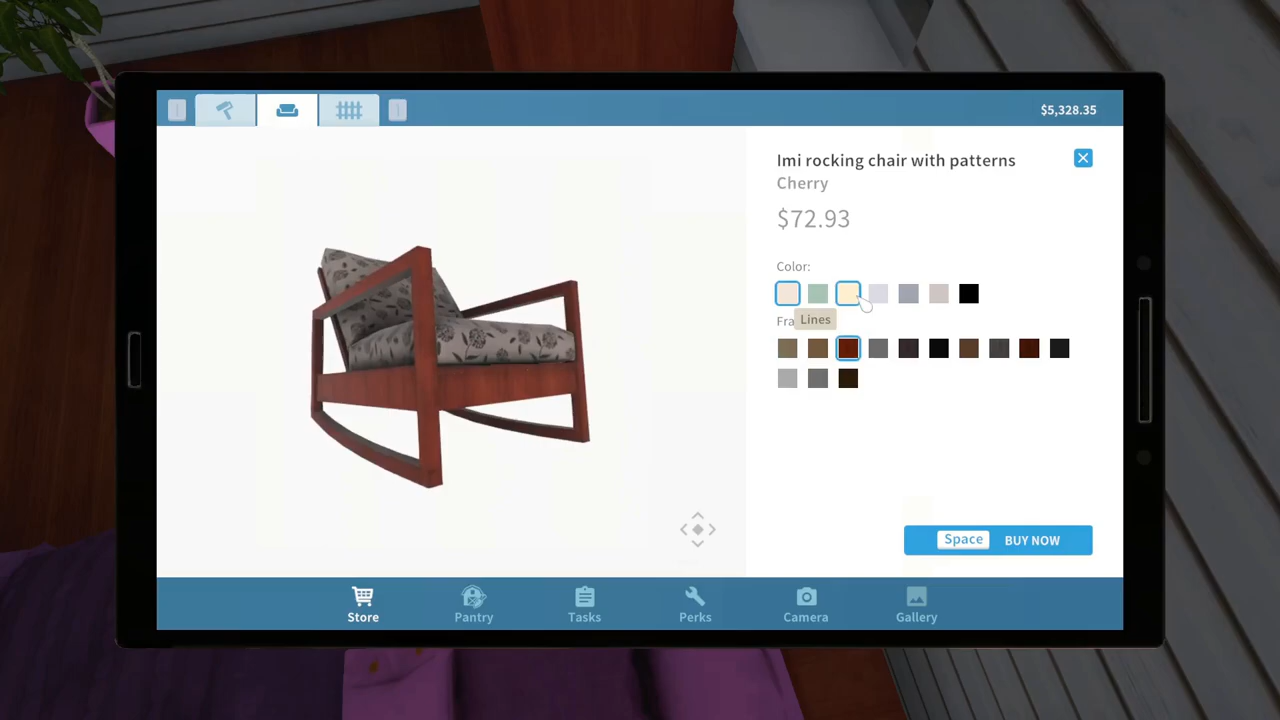 $5,328.35
Imi rocking chair with patterns
Cherry
$72.93
Color:
Fra
Lines
Space BUY NOW
Store Pantry Tasks Perks Camera Gallery